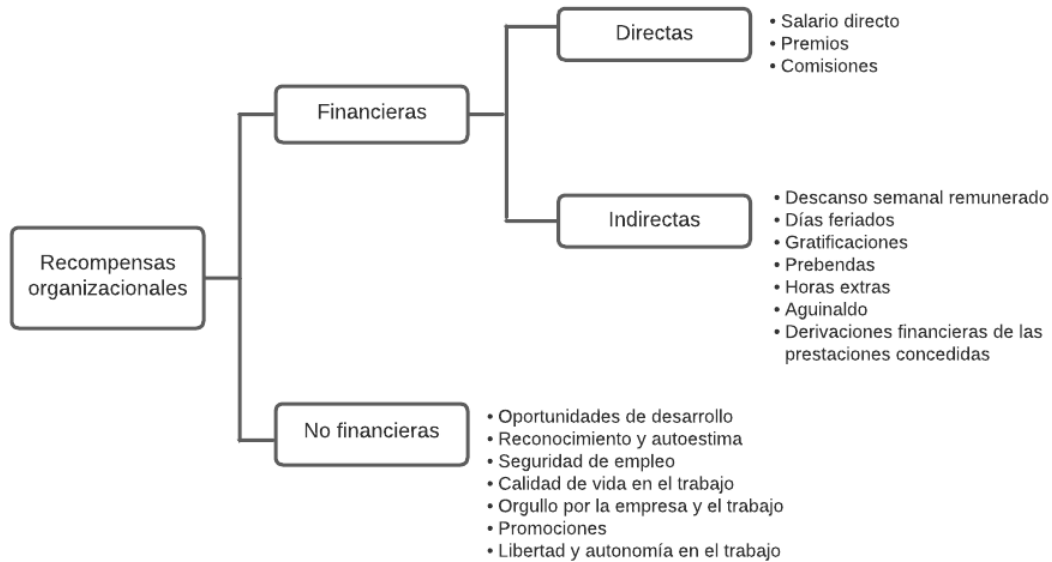 Recompensas
organizacionales
Financieras
Directas
• Salario directo
• Premios
• Comisiones
Indirectas
• Descanso semanal remunerado
• Días feriados
• Gratificaciones
• Prebendas
• Horas extras
• Aguinaldo
• Derivaciones financieras de las
prestaciones concedidas
No financieras
• Oportunidades de desarrollo
• Reconocimiento y autoestima
• Seguridad de empleo
• Calidad de vida en el trabajo
• Orgullo por la empresa y el trabajo
• Promociones
• Libertad y autonomía en el trabajo